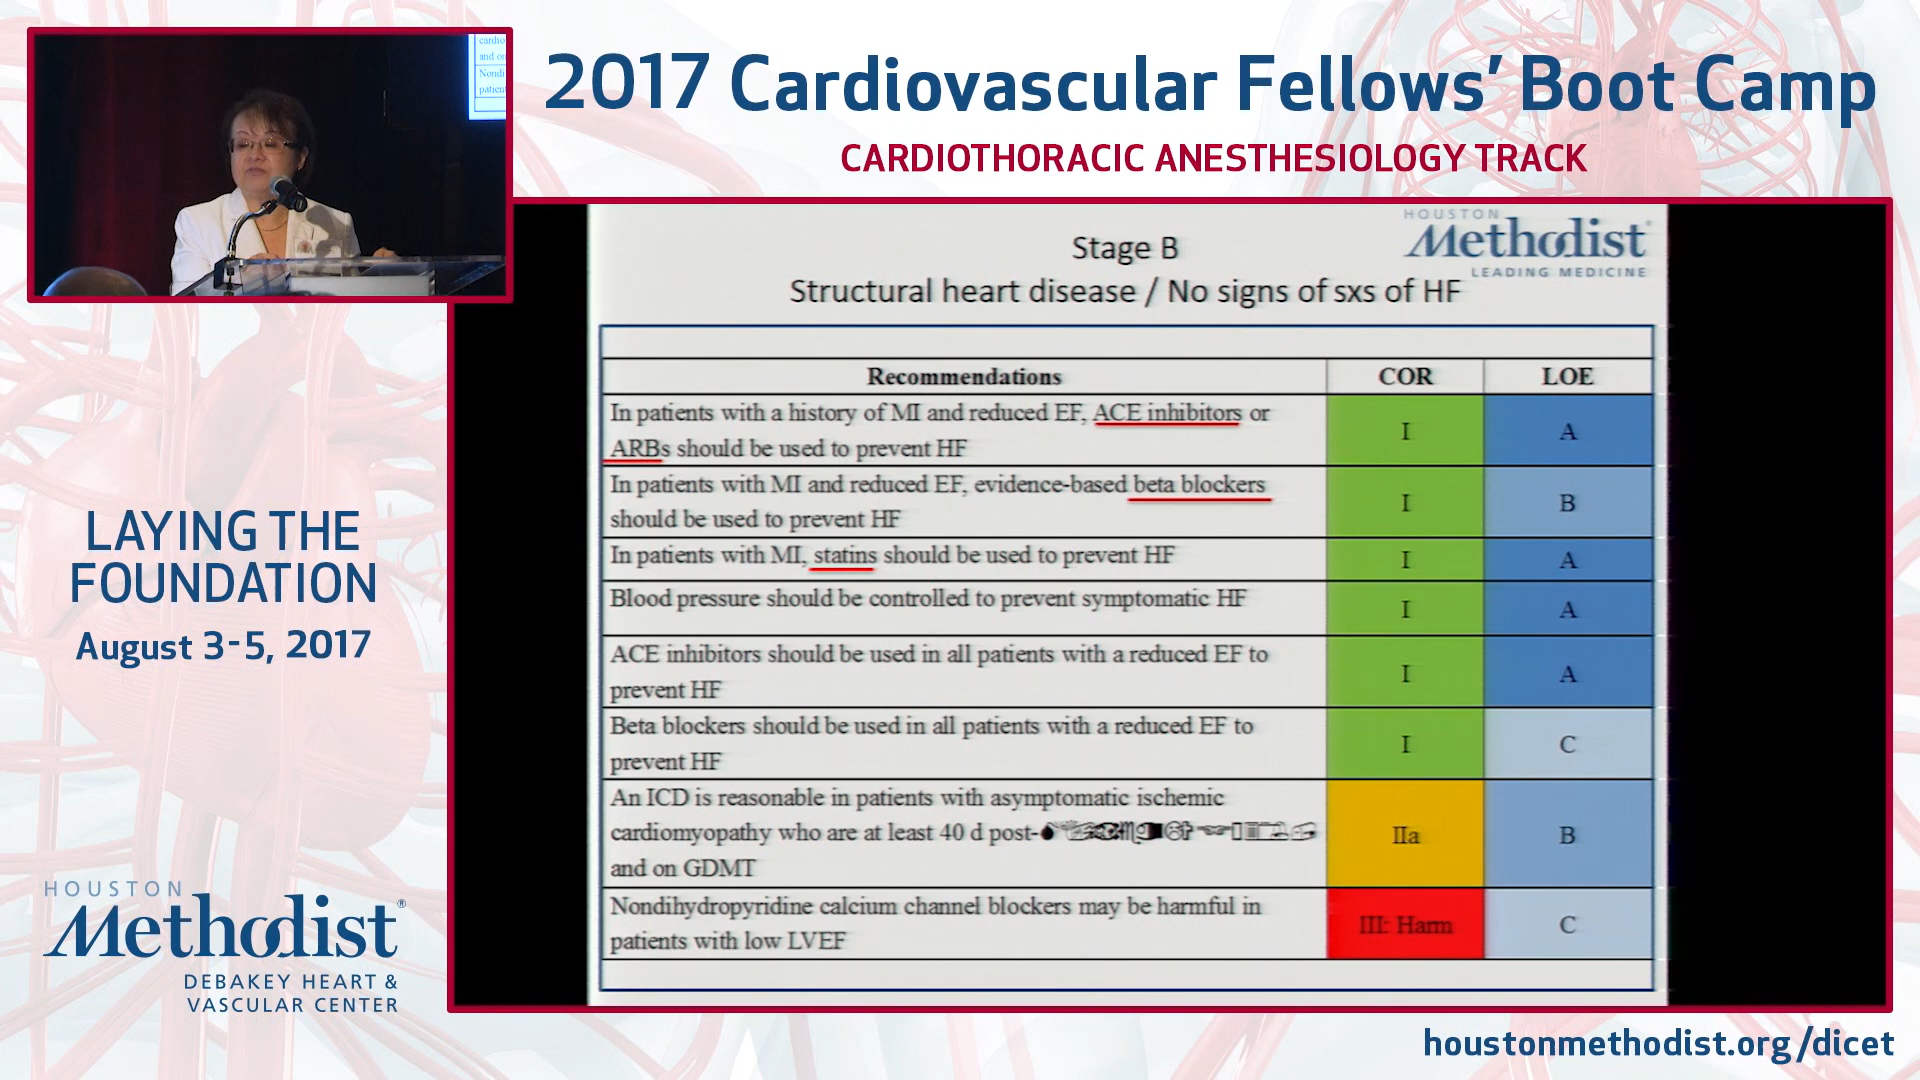 cardio
and on
Nondi
patien
2017 Cardiovascular Fellows' Boot Camp
CARDIOTHORACIC ANESTHESIOLOGY TRACK
HOUSTON
Methodist
LEADING MEDICINE
Stage B
Structural heart disease / No signs of sxs of HF
Recommendations COR LOE
In patients with a history of MI and reduced EF, ACE inhibitors or
ARBs should be used to prevent HF
I A
In patients with MI and reduced EF, evidence-based beta blockers
should be used to prevent HF
I B
In patients with MI, statins should be used to prevent HF I A
Blood pressure should be controlled to prevent symptomatic HF I A
ACE inhibitors should be used in all patients with a reduced EF to
prevent HF
I A
Beta blockers should be used in all patients with a reduced EF to
prevent HF
I C
An ICD is reasonable in patients with asymptomatic ischemic
cardiomyopathy who are at least 40 d post-
and on GDMT
IIa B
Nondihydropyridine calcium channel blockers may be harmful in
patients with low LVEF
III: Harm C
LAYING THE
FOUNDATION
August 3-5, 2017
HOUSTON
Methodist®
DEBAKEY HEART &
VASCULAR CENTER
houstonmethodist.org/dicet